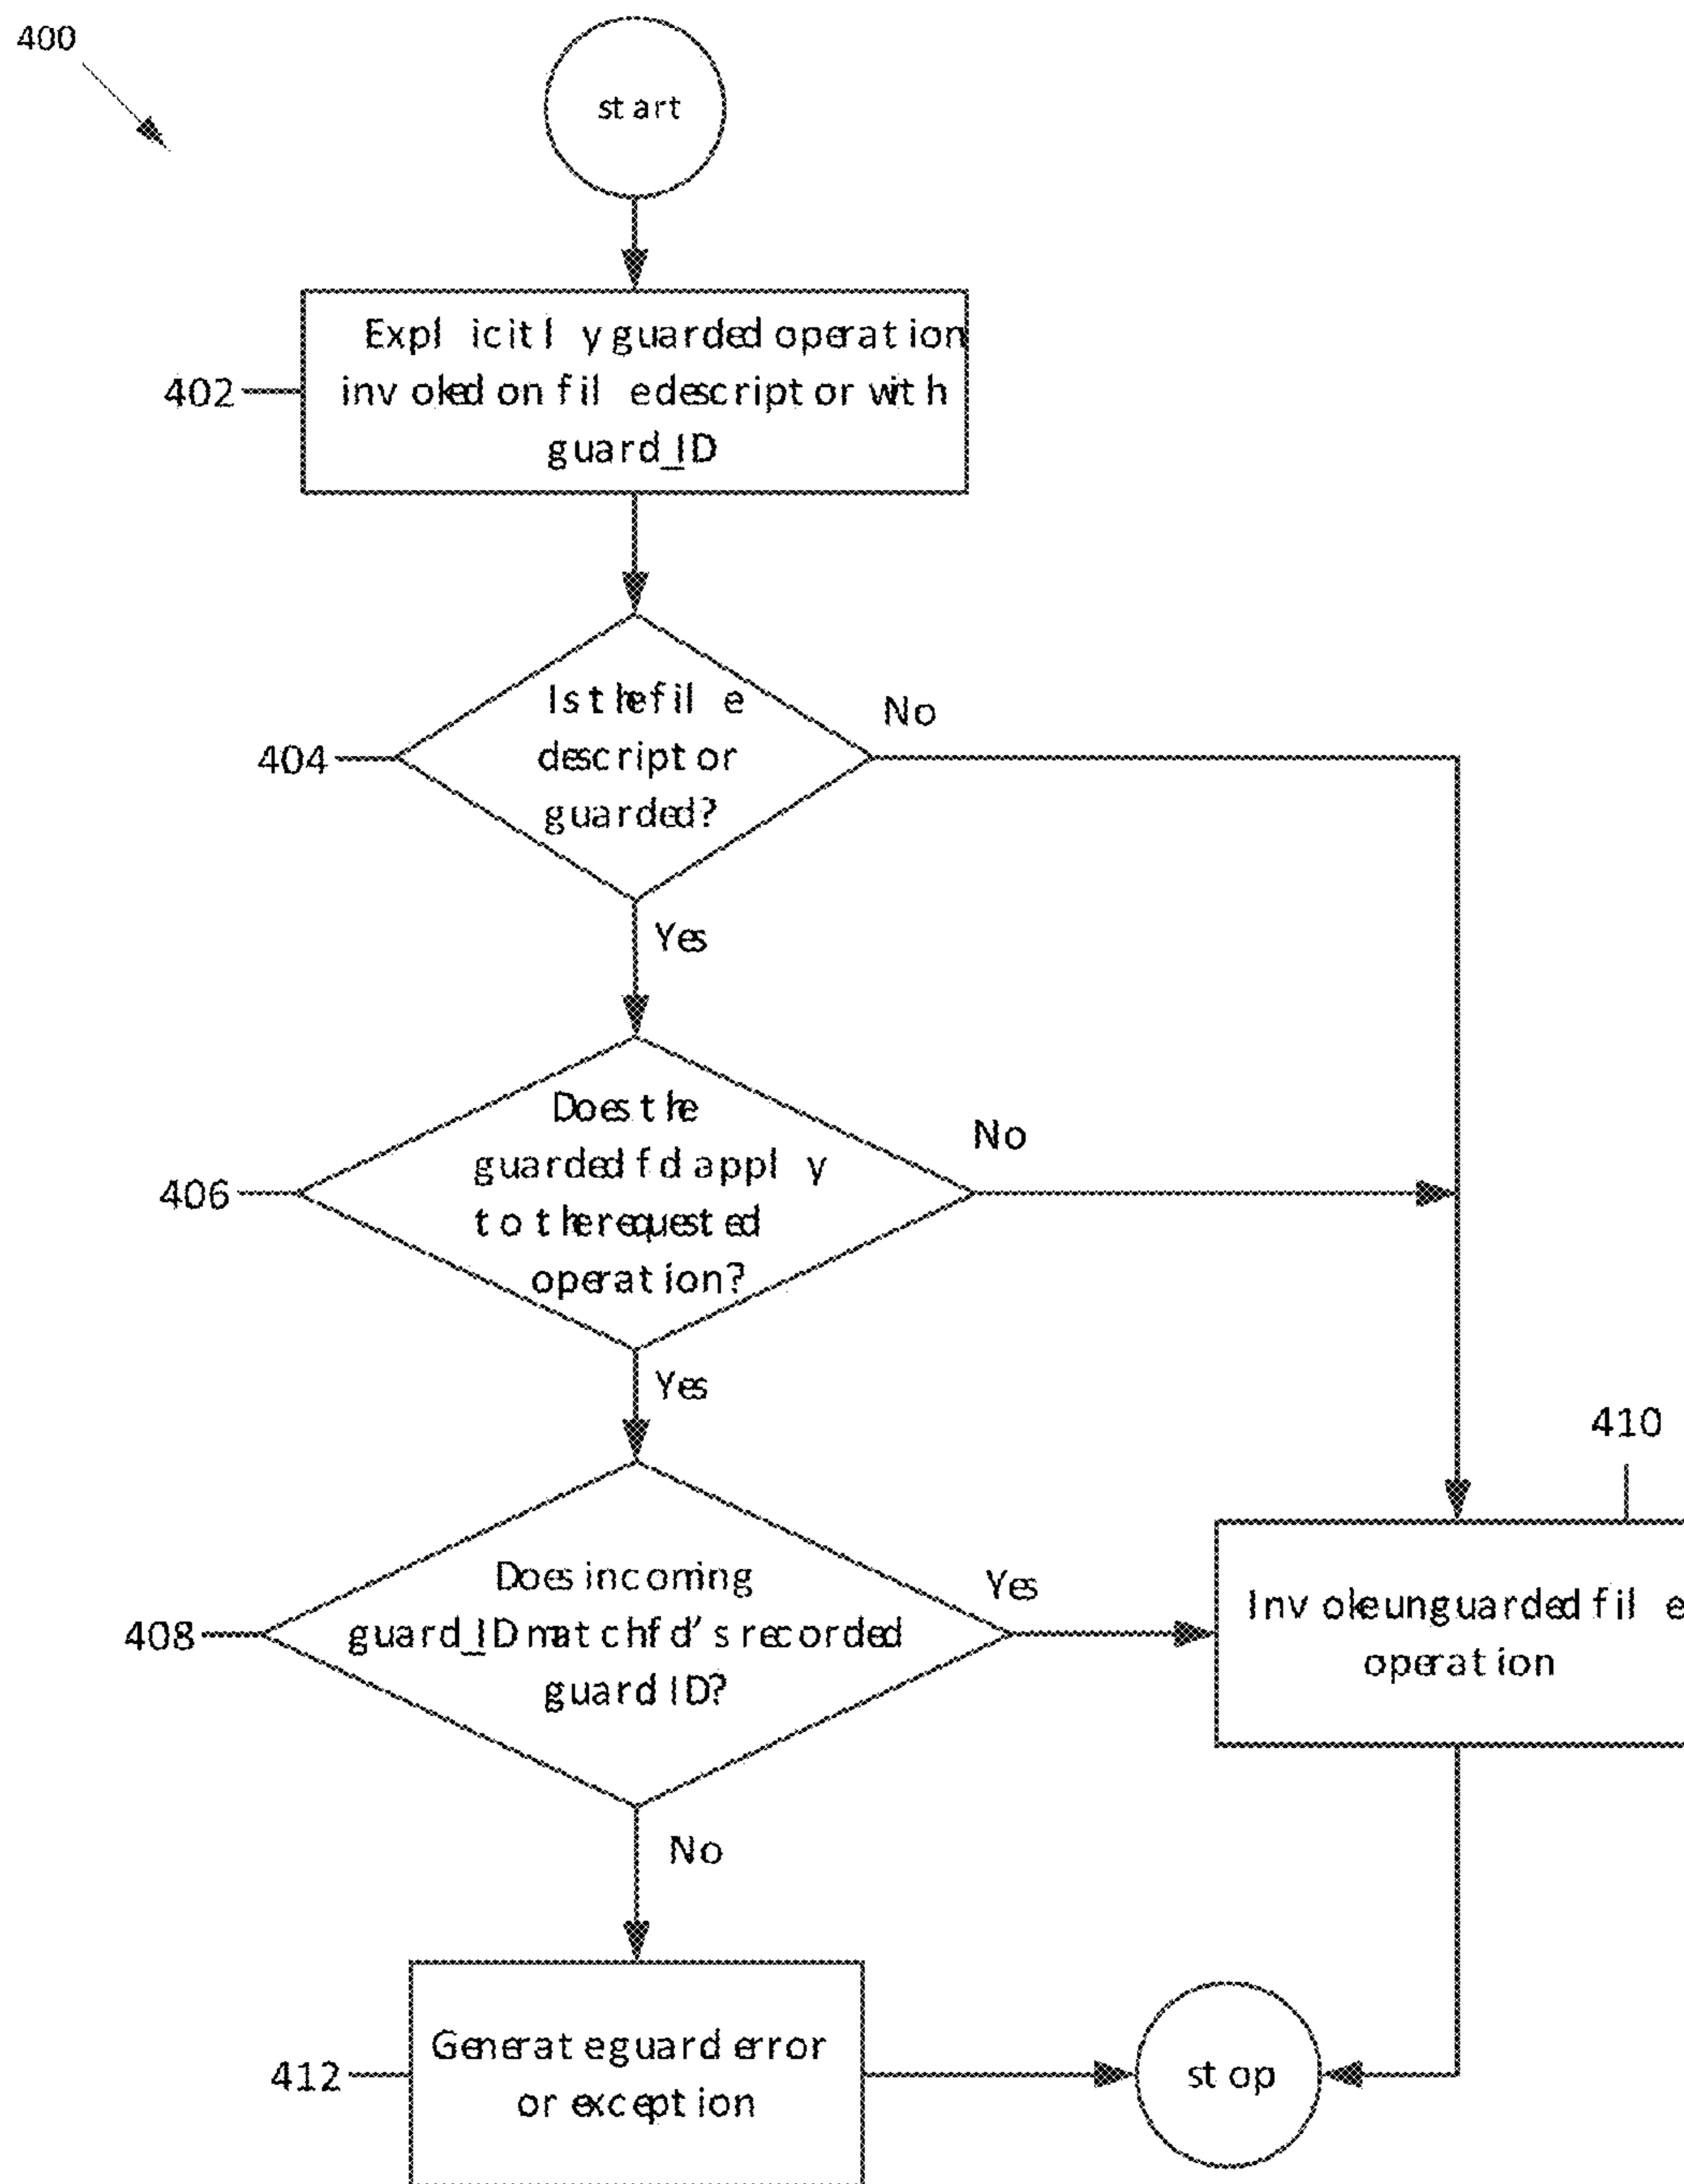 400
start
Explicitly guarded operation
402
invoked on file descriptor with
guard_ID
Is the file
No
404
descriptor
guarded?
Yes
Does the
No
guarded fd apply
406
to the requested
operation?
Yes
410
Does incoming
Yes
408
guard_ID match fd's recorded
guard ID?
Invoke unguarded file
operation
No
Generate guard error
412
or exception
stop